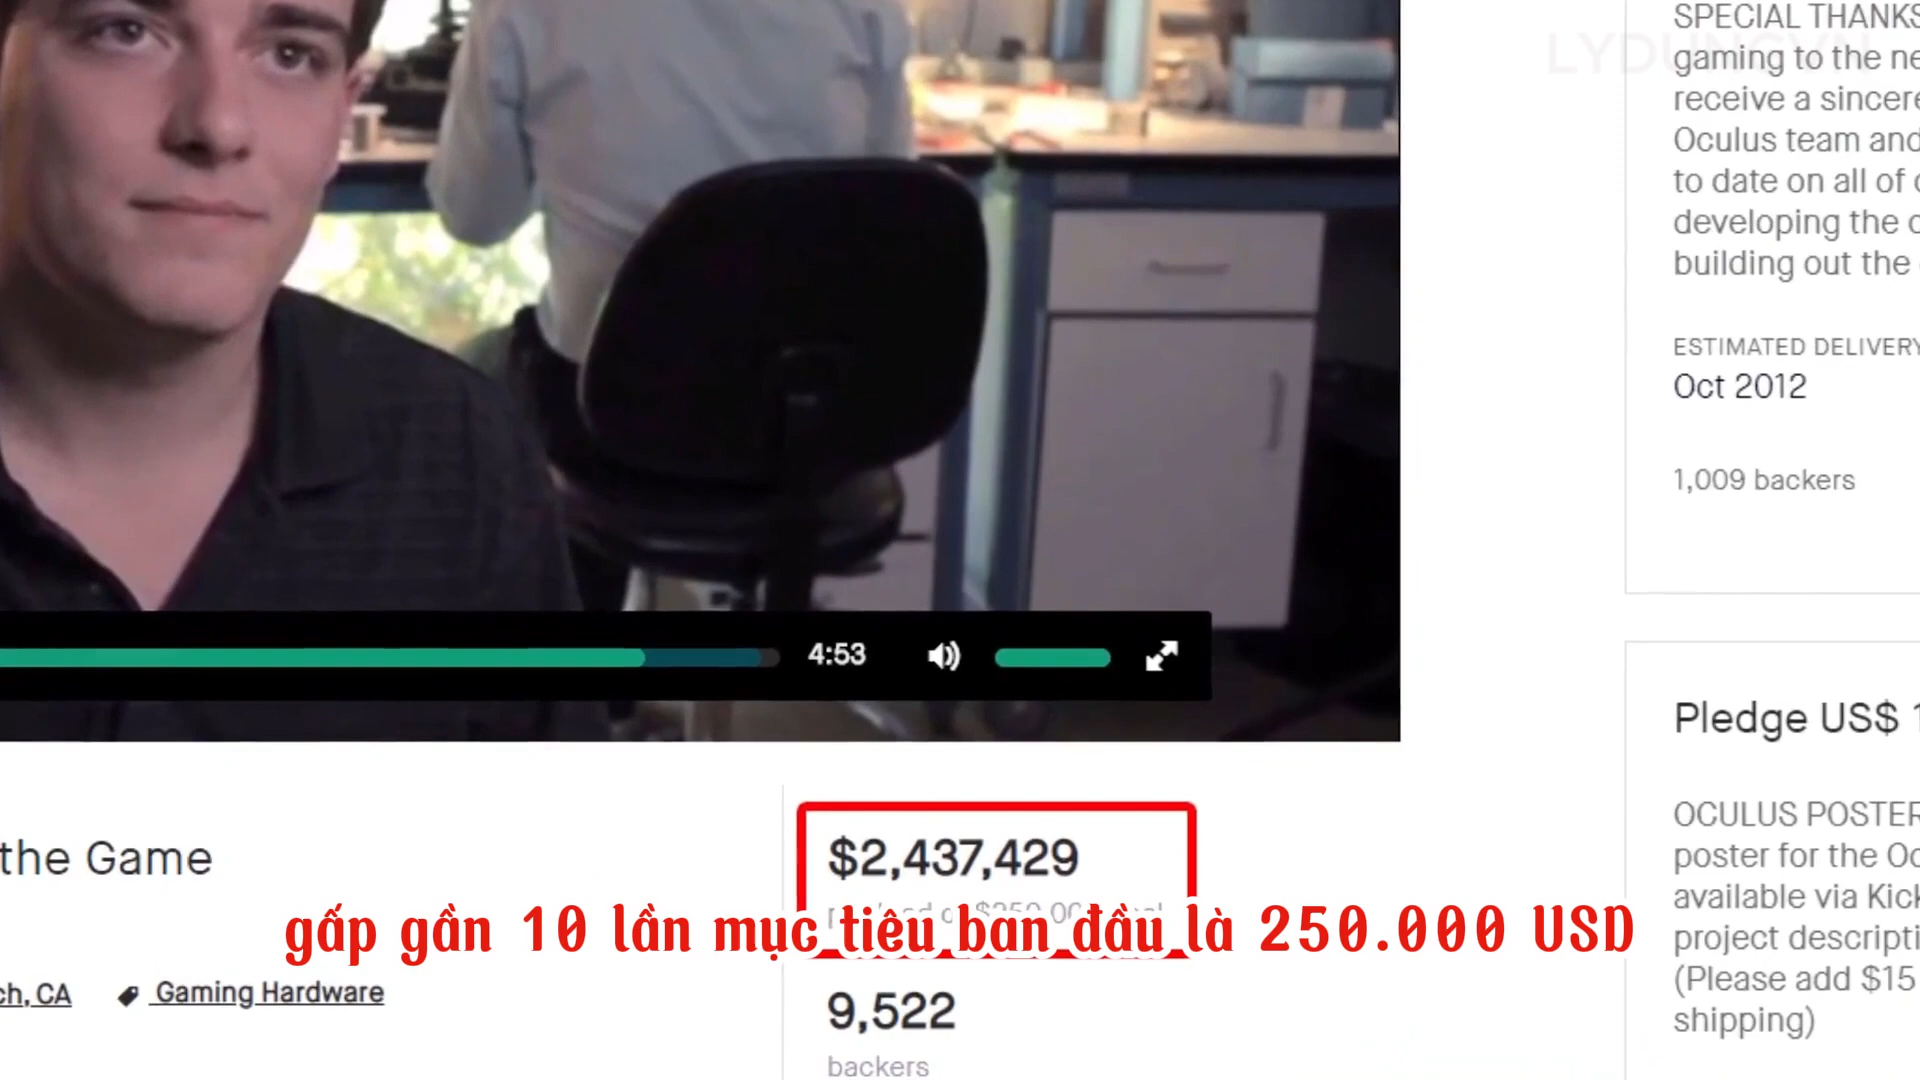 SPECIAL THANKS
LYDUNGVN
gaming to the ne
receive a sincere
Oculus team and
to date on all of
developing the
building out the
ESTIMATED DELIVERY
Oct 2012
1,009 backers
4:53
Pledge US$ 1
the Game
$2,437,429
gấp gần 10 lần mục tiêu ban đầu là 250.000 USD
ch, CA
Gaming Hardware
9,522
backers
OCULUS POSTER
poster for the Oc
available via Kick
project descripti
(Please add $15
shipping)